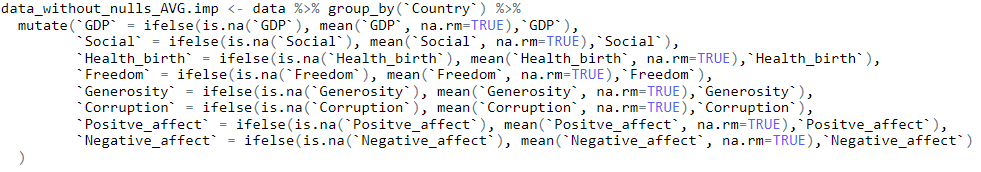 data_without_nulls_AVG.imp <- data %>% group_by(`Country`) %>%
mutate(`GDP` = ifelse(is.na(`GDP`), mean(`GDP`, na.rm=TRUE),`GDP`),
`Social` = ifelse(is.na(`Social`), mean(`Social`, na.rm=TRUE),`Social`),
`Health_birth` = ifelse(is.na(`Health_birth`), mean(`Health_birth`, na.rm=TRUE),`Health_birth`),
`Freedom` = ifelse(is.na(`Freedom`), mean(`Freedom`, na.rm=TRUE),`Freedom`),
`Generosity` = ifelse(is.na(`Generosity`), mean(`Generosity`, na.rm=TRUE),`Generosity`),
`Corruption` = ifelse(is.na(`Corruption`), mean(`Corruption`, na.rm=TRUE),`Corruption`),
`Positve_affect` = ifelse(is.na(`Positve_affect`), mean(`Positve_affect`, na.rm=TRUE),`Positve_affect`),
`Negative_affect` = ifelse(is.na(`Negative_affect`), mean(`Negative_affect`, na.rm=TRUE),`Negative_affect`)
)